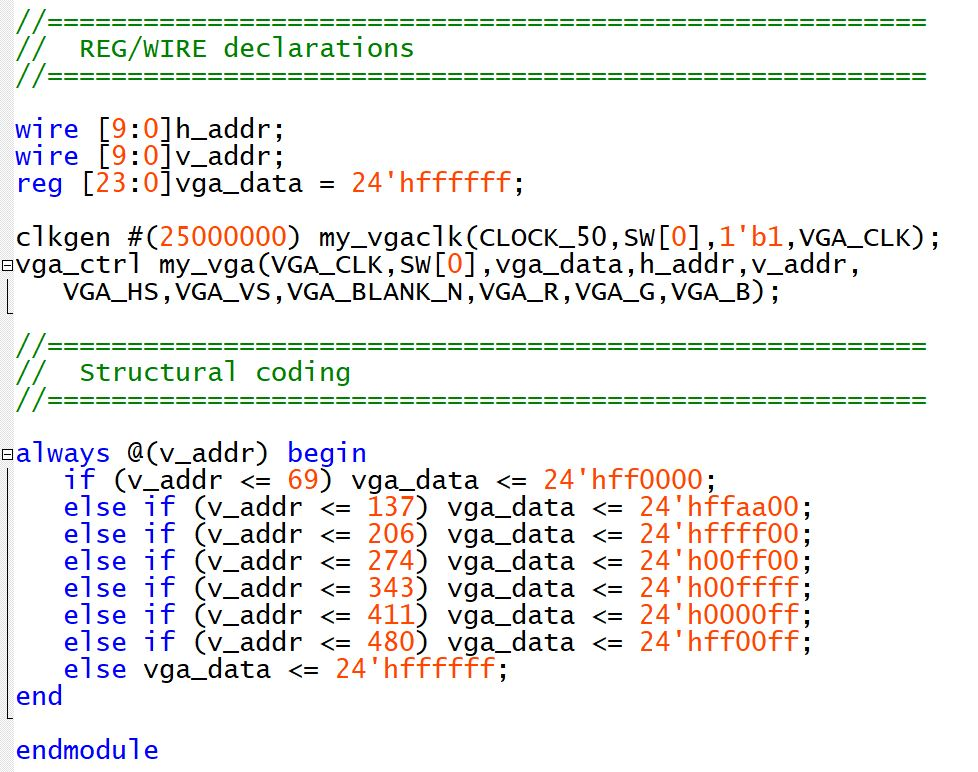 //=======================================================
//  REG/WIRE declarations
//=======================================================
wire [9:0]h_addr;
wire [9:0]v_addr;
reg [23:0]vga_data = 24'hffffff;
clkgen #(25000000) my_vgaclk(CLOCK_50,SW[0],1'b1,VGA_CLK);
vga_ctrl my_vga(VGA_CLK,SW[0],vga_data,h_addr,v_addr,
   VGA_HS,VGA_VS,VGA_BLANK_N,VGA_R,VGA_G,VGA_B);
//=======================================================
//  Structural coding
//=======================================================
always @(v_addr) begin
   if (v_addr <= 69) vga_data <= 24'hff0000;
   else if (v_addr <= 137) vga_data <= 24'hffaa00;
   else if (v_addr <= 206) vga_data <= 24'hffff00;
   else if (v_addr <= 274) vga_data <= 24'h00ff00;
   else if (v_addr <= 343) vga_data <= 24'h00ffff;
   else if (v_addr <= 411) vga_data <= 24'h0000ff;
   else if (v_addr <= 480) vga_data <= 24'hff00ff;
   else vga_data <= 24'hffffff;
end
endmodule